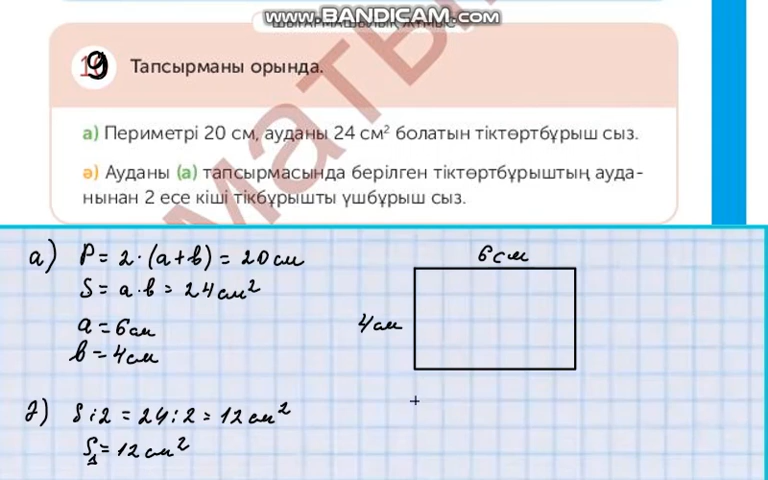 www.BANDICAM.com
ШЫҒАРМАШЫЛЫҚ ЖҰМЫС
9 Тапсырманы орында.
а) Периметрі 20 см, ауданы 24 см² болатын тіктөртбұрыш сыз.
ә) Ауданы (а) тапсырмасында берілген тіктөртбұрыштың ауда-
нынан 2 есе кіші тікбұрышты үшбұрыш сыз.
а) P = 2 · (a + b) = 20 см
S = a · b = 24 см²
a = 6 см
b = 4 см
6 см
4 см
ә) S : 2 = 24 : 2 = 12 см²
S△ = 12 см²